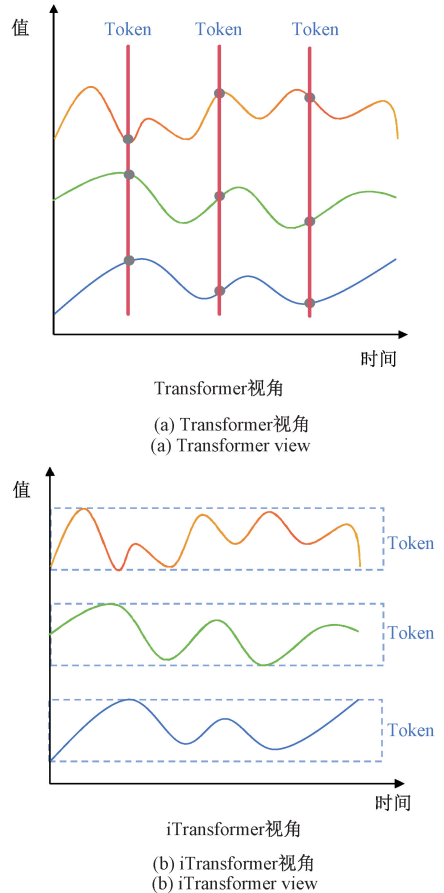 值
Token Token Token
时间
Transformer视角
(a) Transformer视角
(a) Transformer view
值
Token
Token
Token
时间
iTransformer视角
(b) iTransformer视角
(b) iTransformer view